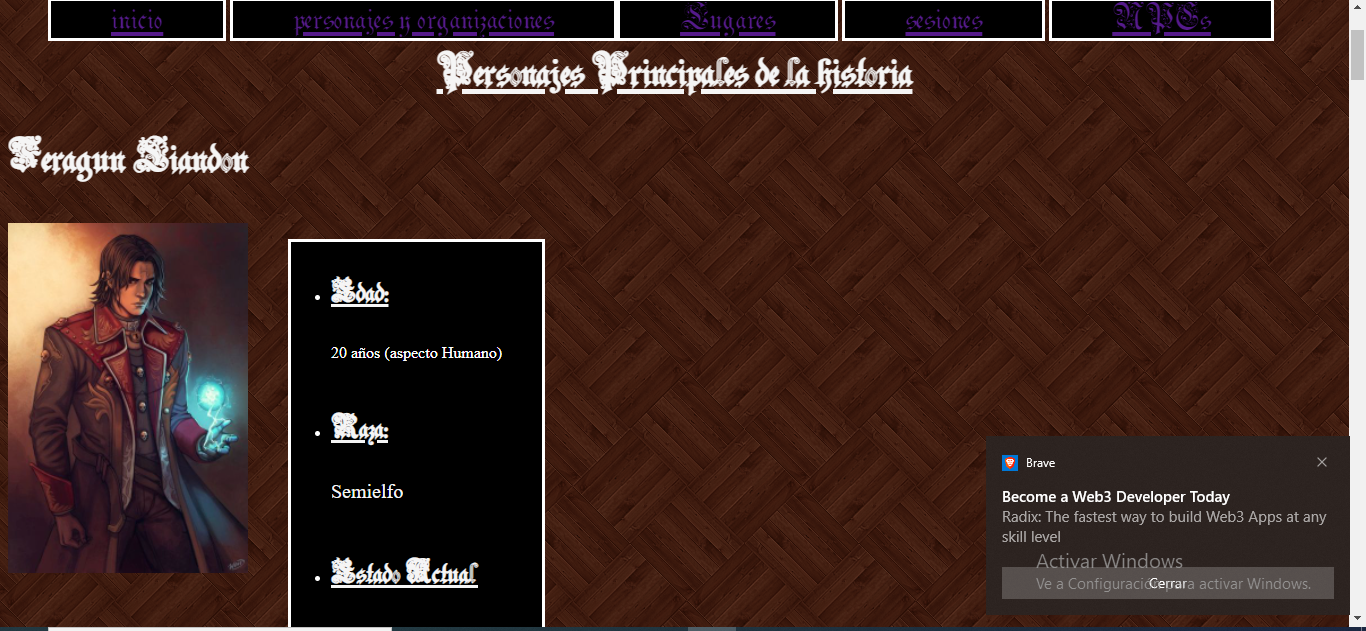 inicio
personajes y organizaciones
Lugares
sesiones
NPCs
Personajes Principales de la historia
Feragun Liandon
Edad:
20 años (aspecto Humano)
Raza:
Semielfo
Estado Actual
Brave
Become a Web3 Developer Today
Radix: The fastest way to build Web3 Apps at any
skill level
Activar Windows
Ve a Configuración para activar Windows.
Cerrar